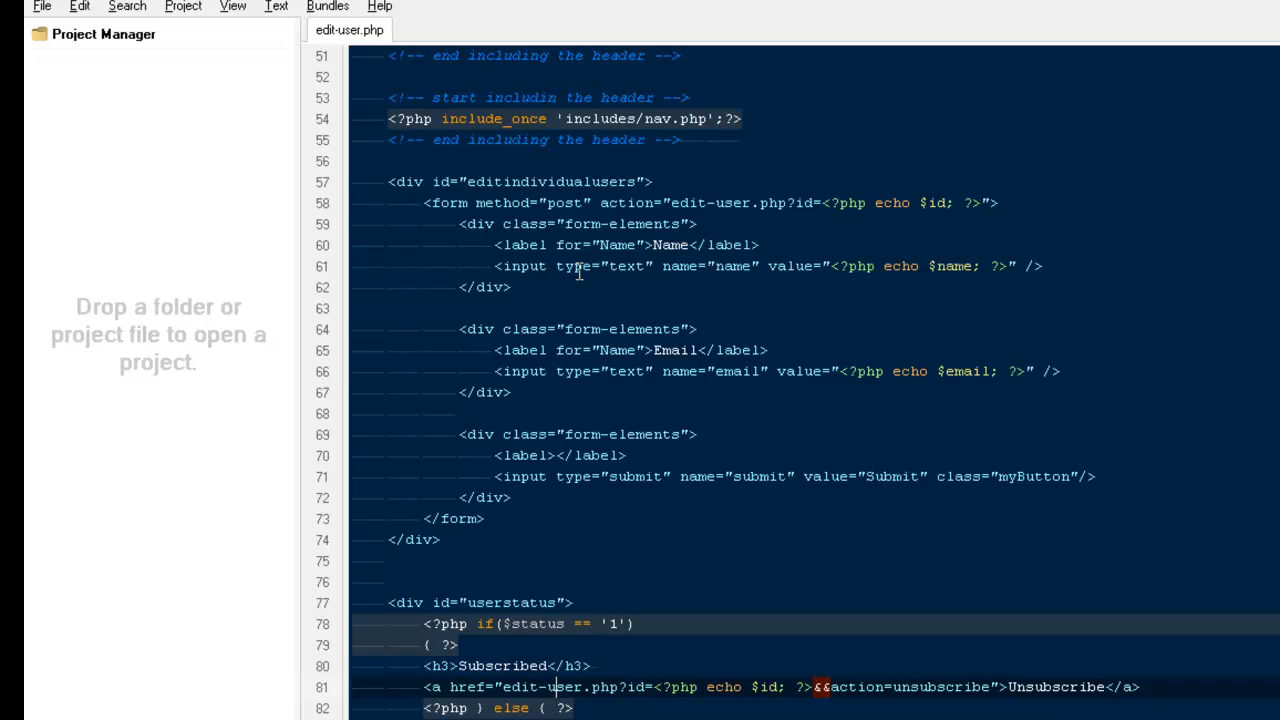 File Edit Search Project View Text Bundles Help
Project Manager
edit-user.php
Drop a folder or
project file to open a
project.
51 <!-- end including the header -->
52
53 <!-- start includin the header -->
54 <?php include_once 'includes/nav.php';?>
55 <!-- end including the header -->
56
57 <div id="editindividualusers">
58 <form method="post" action="edit-user.php?id=<?php echo $id; ?>">
59 <div class="form-elements">
60 <label for="Name">Name</label>
61 <input type="text" name="name" value="<?php echo $name; ?>" />
62 </div>
63
64 <div class="form-elements">
65 <label for="Name">Email</label>
66 <input type="text" name="email" value="<?php echo $email; ?>" />
67 </div>
68
69 <div class="form-elements">
70 <label></label>
71 <input type="submit" name="submit" value="Submit" class="myButton"/>
72 </div>
73 </form>
74 </div>
75
76
77 <div id="userstatus">
78 <?php if($status == '1')
79 { ?>
80 <h3>Subscribed</h3>
81 <a href="edit-user.php?id=<?php echo $id; ?>&&action=unsubscribe">Unsubscribe</a>
82 <?php } else { ?>